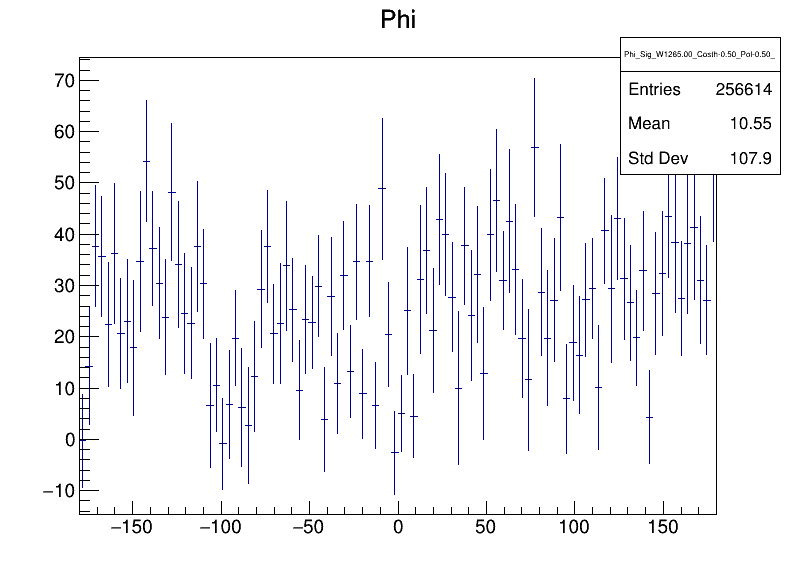 Phi
Phi_Sig_W1265.00_Costh-0.50_Pol-0.50_
Entries 256614
Mean 10.55
Std Dev 107.9
70
60
50
40
30
20
10
0
−10
−150 −100 −50 0 50 100 150